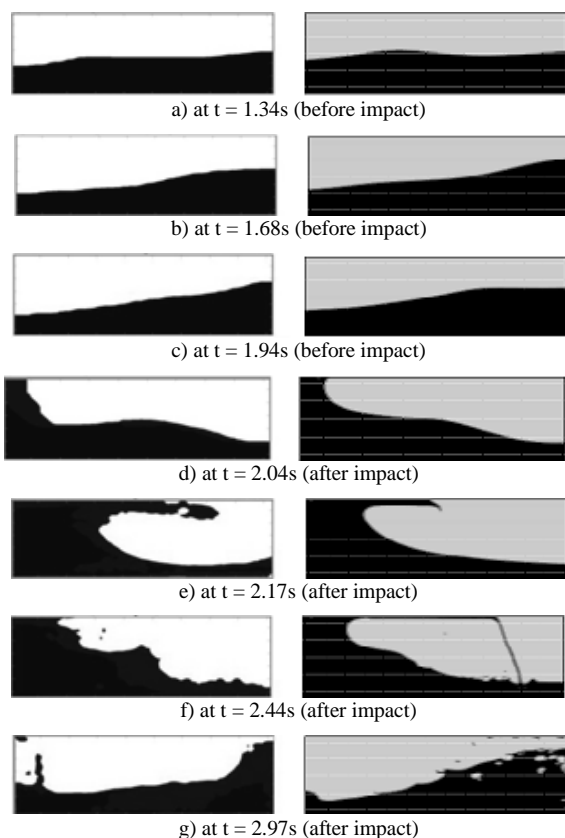 a) at t = 1.34s (before impact)
b) at t = 1.68s (before impact)
c) at t = 1.94s (before impact)
d) at t = 2.04s (after impact)
e) at t = 2.17s (after impact)
f) at t = 2.44s (after impact)
g) at t = 2.97s (after impact)